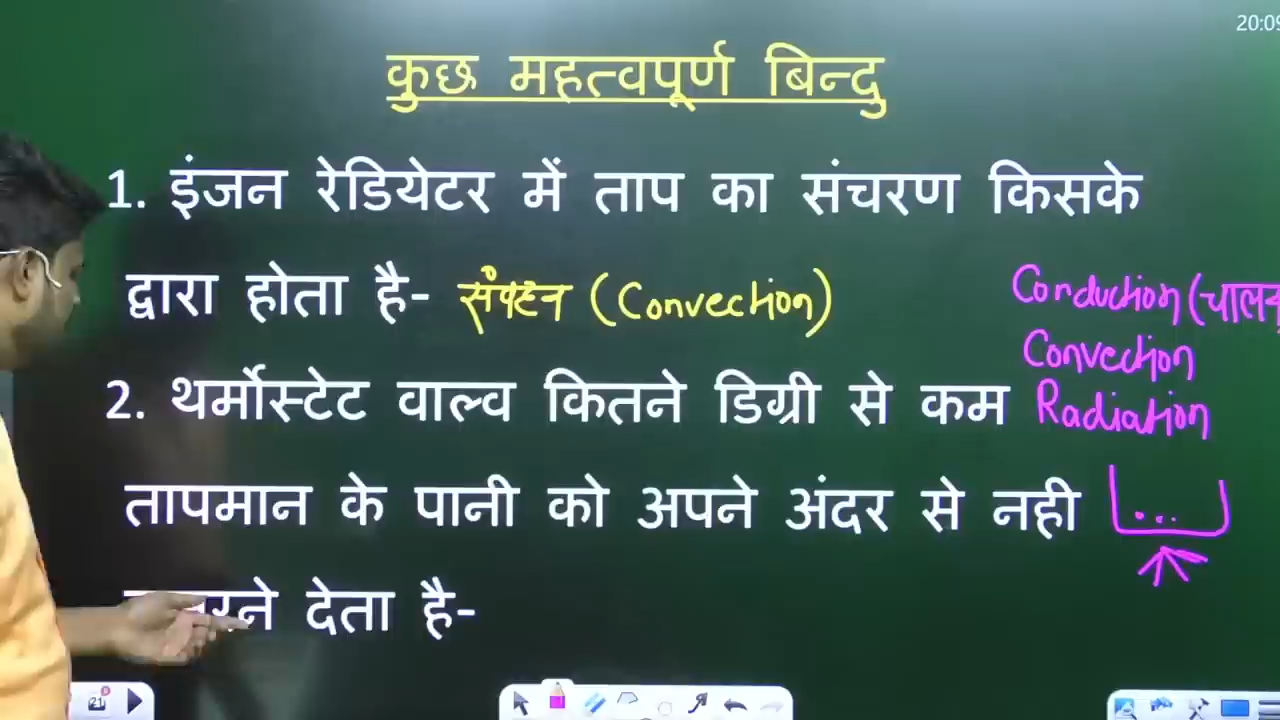 20:09
कुछ महत्वपूर्ण बिन्दु
1. इंजन रेडियेटर में ताप का संचरण किसके
द्वारा होता है- (Convection)
Conduction (चालन
Convection
2. थर्मोस्टेट वाल्व कितने डिग्री से कम
Radiation
तापमान के पानी को अपने अंदर से नही
देता है-
21